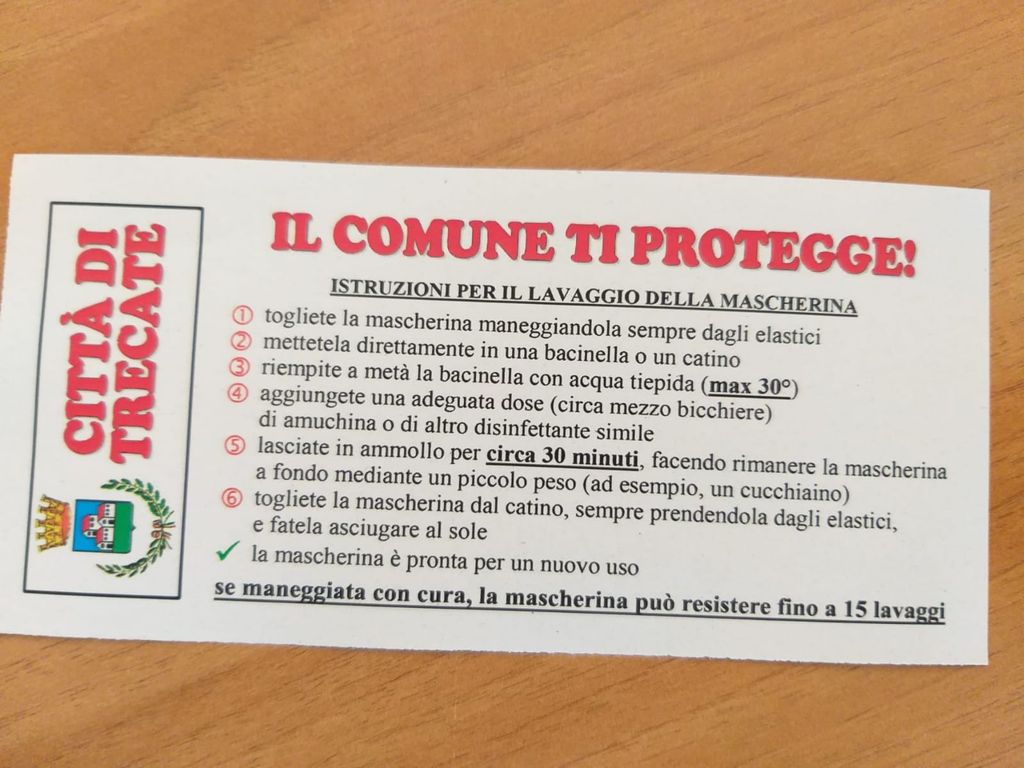 CITTÀ DI
TRECATE
IL COMUNE TI PROTEGGE!
ISTRUZIONI PER IL LAVAGGIO DELLA MASCHERINA
① togliete la mascherina maneggiandola sempre dagli elastici
② mettetela direttamente in una bacinella o un catino
③ riempite a metà la bacinella con acqua tiepida (max 30°)
④ aggiungete una adeguata dose (circa mezzo bicchiere)
di amuchina o di altro disinfettante simile
⑤ lasciate in ammollo per circa 30 minuti, facendo rimanere la mascherina
a fondo mediante un piccolo peso (ad esempio, un cucchiaino)
⑥ togliete la mascherina dal catino, sempre prendendola dagli elastici,
e fatela asciugare al sole
✓ la mascherina è pronta per un nuovo uso
se maneggiata con cura, la mascherina può resistere fino a 15 lavaggi